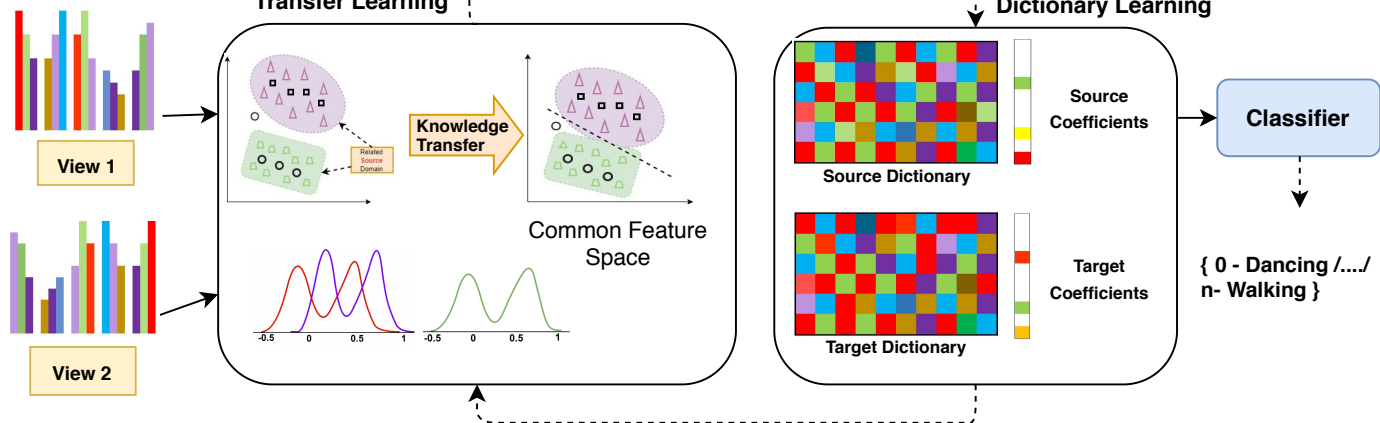 Transfer Learning
Dictionary Learning
View 1
View 2
Knowledge
Transfer
Related
Source
Domain
Common Feature
Space
-0.5
0
0.5
1
-0.5
0
0.5
1
Source
Coefficients
Source Dictionary
Target
Coefficients
Target Dictionary
Classifier
{ 0 - Dancing /..../
n- Walking }